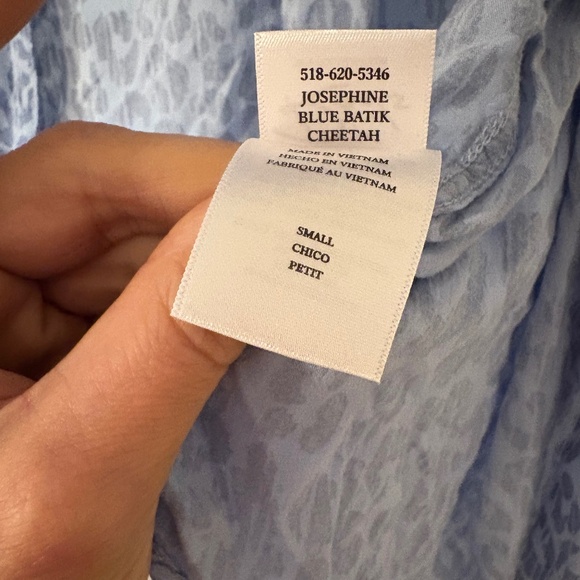 518-620-5346
JOSEPHINE
BLUE BATIK
CHEETAH
MADE IN VIETNAM
HECHO EN VIETNAM
FABRIQUÉ AU VIETNAM
SMALL
CHICO
PETIT